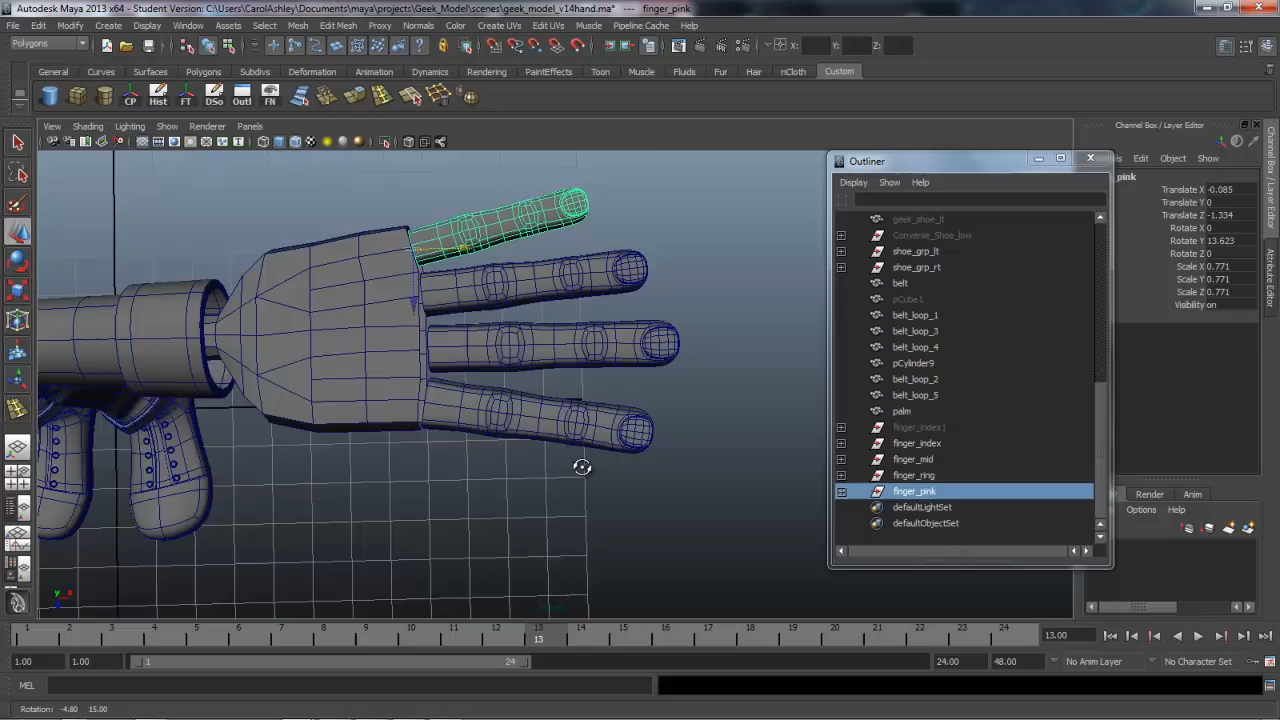 Autodesk Maya 2013 x64 - Student Version: C:\Users\CarolAshley\Documents\maya\projects\Geek_Model\scenes\geek_model_v14hand.ma* --- finger_pink
File Edit Modify Create Display Window Assets Select Mesh Edit Mesh Proxy Normals Color Create UVs Edit UVs Muscle Pipeline Cache Help
Polygons X: Y: Z:
General Curves Surfaces Polygons Subdivs Deformation Animation Dynamics Rendering PaintEffects Toon Muscle Fluids Fur Hair nCloth Custom
CP Hist FT DSo Outl FN
View Shading Lighting Show Renderer Panels
Channel Box / Layer Editor
Edit Object Show
_pink
Translate X -0.085
Translate Y 0
Translate Z -1.334
Rotate X 0
Rotate Y 13.623
Rotate Z 0
Scale X 0.771
Scale Y 0.771
Scale Z 0.771
Visibility on
Channel Box / Layer Editor
Attribute Editor
Outliner
Display Show Help
geek_shoe_lt
Converse_Shoe_low
shoe_grp_lt
shoe_grp_rt
belt
pCube1
belt_loop_1
belt_loop_3
belt_loop_4
pCylinder9
belt_loop_2
belt_loop_5
palm
finger_index1
finger_index
finger_mid
finger_ring
finger_pink
defaultLightSet
defaultObjectSet
Render Anim
Options Help
y x
1 2 3 4 5 6 7 8 9 10 11 12 13 14 15 16 17 18 19 20 21 22 23 24
13
13.00
1.00 1.00 1 24 24.00 48.00 No Anim Layer No Character Set
MEL
Rotation: -4.80 15.00